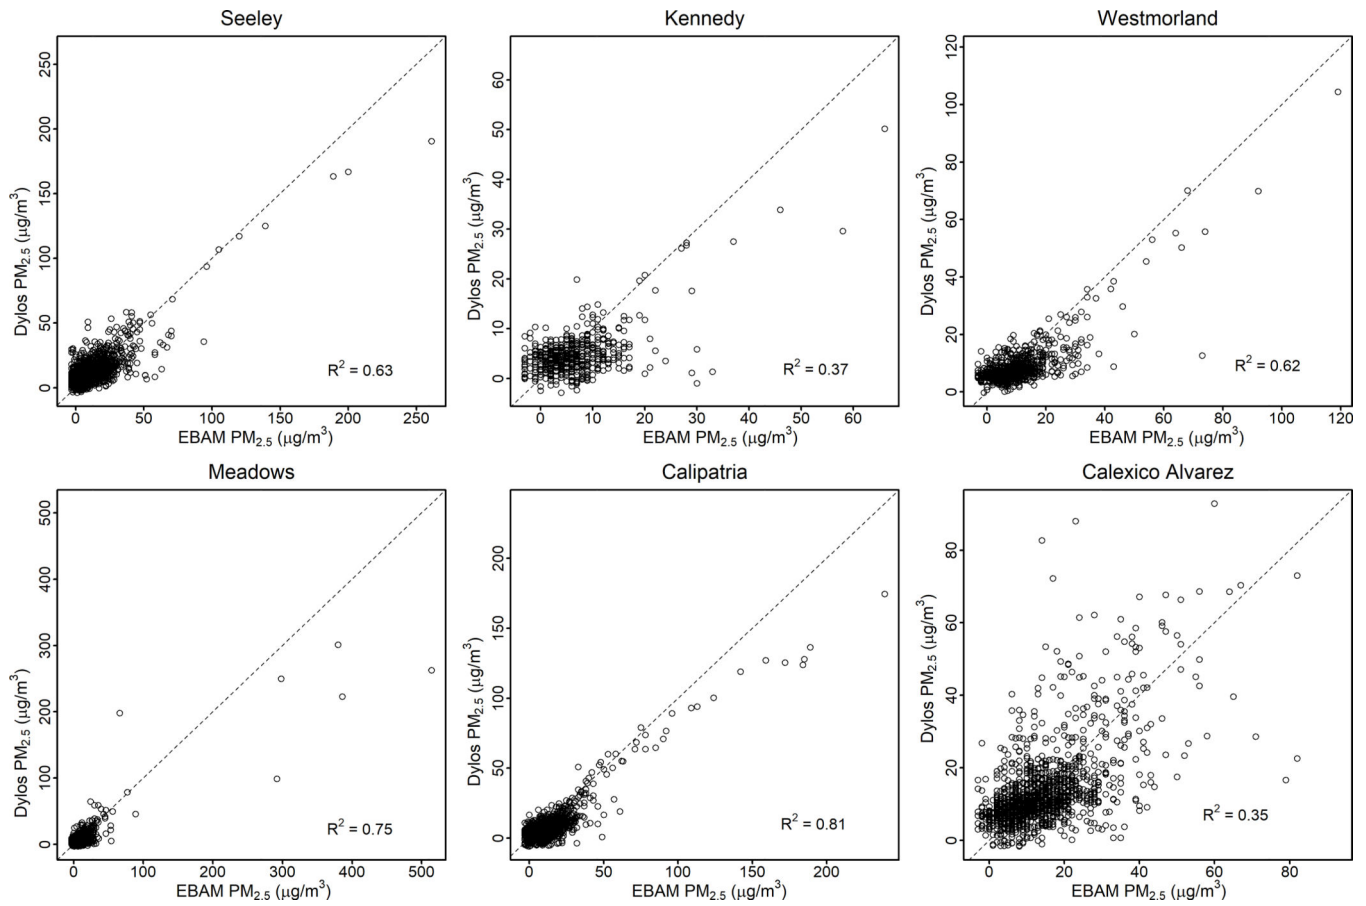 Seeley
Dylos PM2.5 (μg/m³)
250
200
150
100
50
0
R² = 0.63
0 50 100 150 200 250
EBAM PM2.5 (μg/m³)
Kennedy
Dylos PM2.5 (μg/m³)
60
50
40
30
20
10
0
R² = 0.37
0 10 20 30 40 50 60
EBAM PM2.5 (μg/m³)
Westmorland
Dylos PM2.5 (μg/m³)
120
100
80
60
40
20
0
R² = 0.62
0 20 40 60 80 100 120
EBAM PM2.5 (μg/m³)
Meadows
Dylos PM2.5 (μg/m³)
500
400
300
200
100
0
R² = 0.75
0 100 200 300 400 500
EBAM PM2.5 (μg/m³)
Calipatria
Dylos PM2.5 (μg/m³)
200
150
100
50
0
R² = 0.81
0 50 100 150 200
EBAM PM2.5 (μg/m³)
Calexico Alvarez
Dylos PM2.5 (μg/m³)
80
60
40
20
0
R² = 0.35
0 20 40 60 80
EBAM PM2.5 (μg/m³)